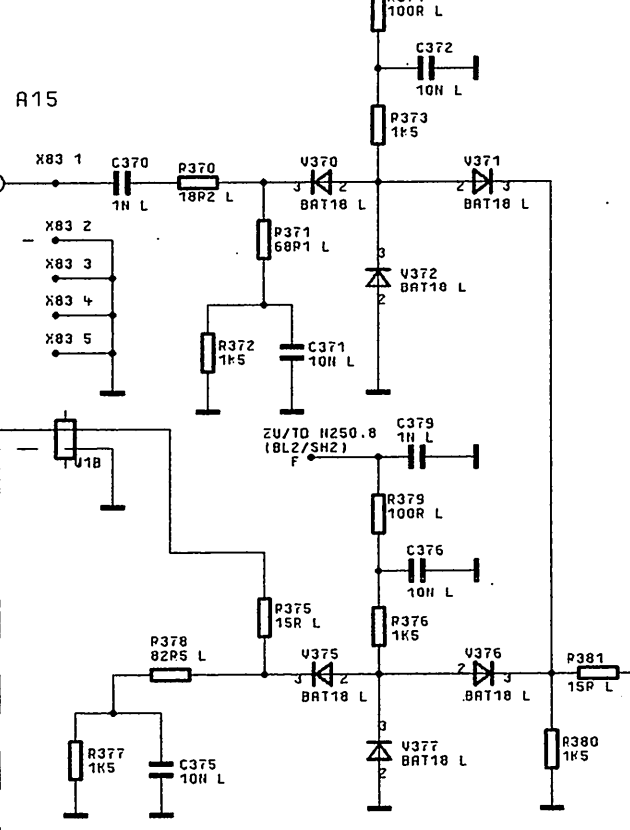 100R L
C372
10N L
A15
R373
1K5
X83 1
C370
1N L
R370
18R2 L
V370
3 2
BAT18 L
V371
2 3
BAT18 L
X83 2
R371
68R1 L
X83 3
3
V372
BAT18 L
2
X83 4
X83 5
R372
1K5
C371
10N L
ZU/TO N250.8
(BL2/SH2)
F
C379
1N L
V1B
R379
100R L
C376
10N L
R375
15R L
R376
1K5
R378
82R5 L
V375
3 2
BAT18 L
V376
2 3
BAT18 L
R381
15R L
R377
1K5
C375
10N L
3
V377
BAT18 L
2
R380
1K5